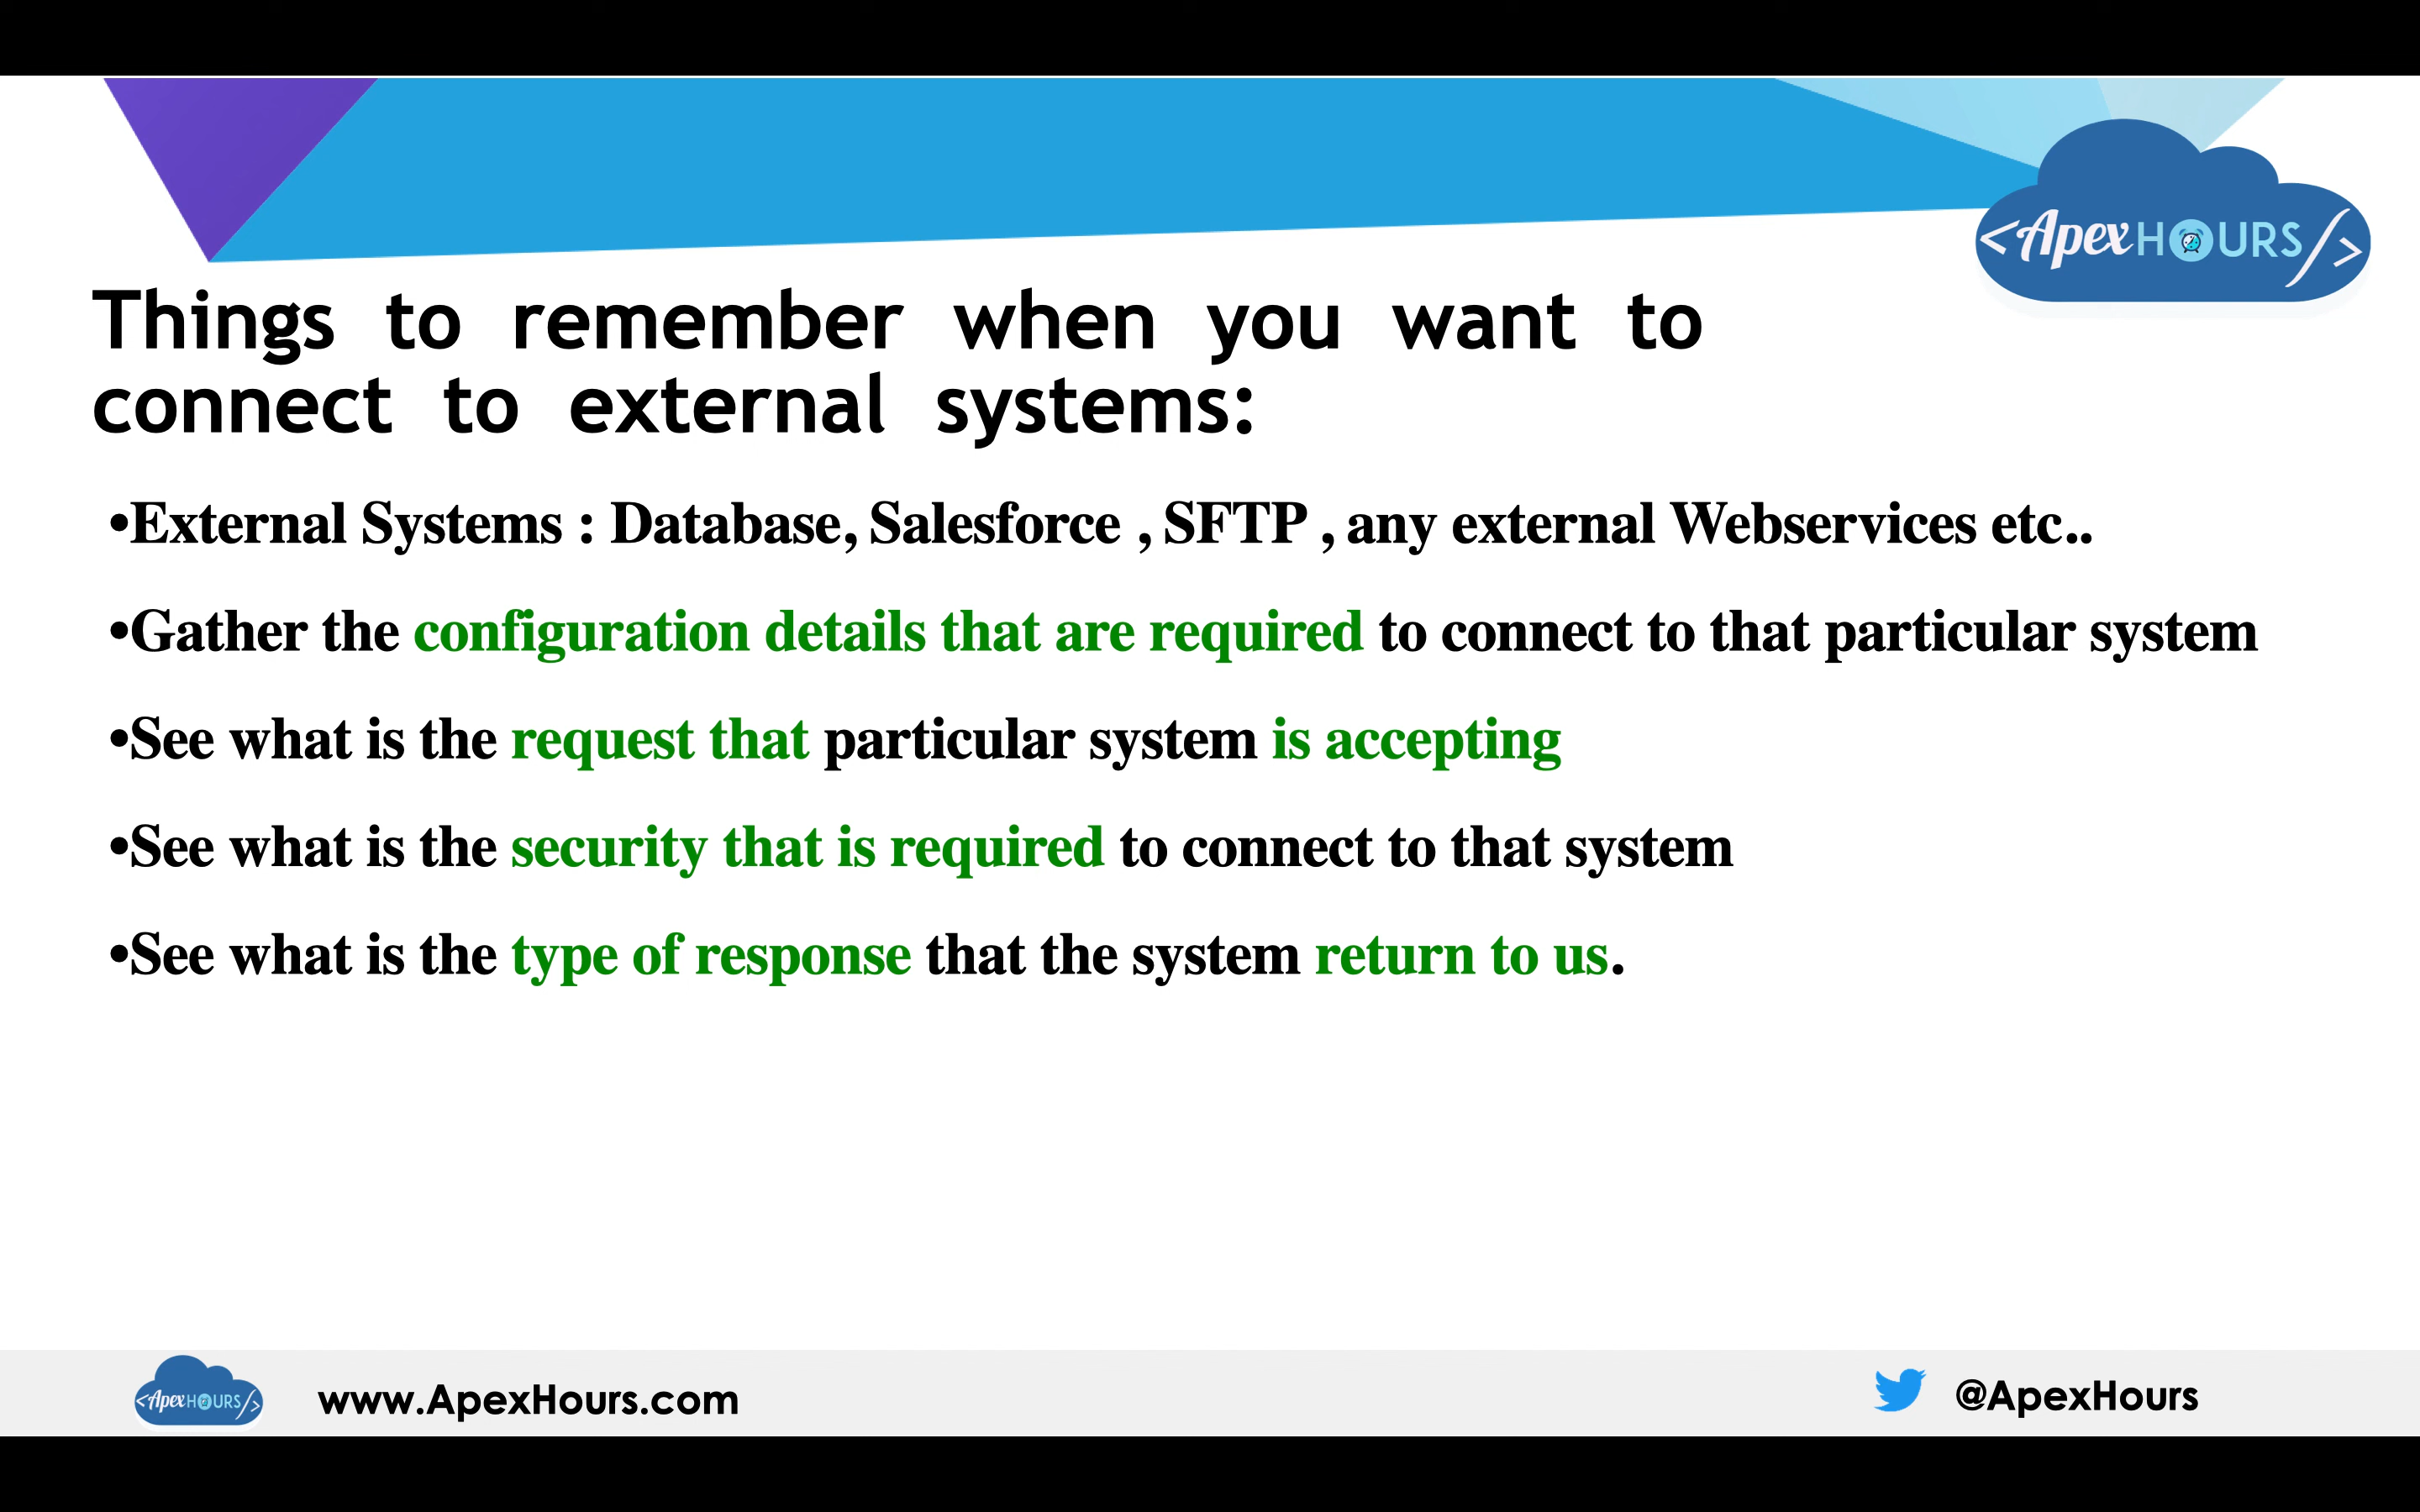 <ApexHOURS/>
Things to remember when you want to
connect to external systems:
•External Systems : Database, Salesforce , SFTP , any external Webservices etc..
•Gather the configuration details that are required to connect to that particular system
•See what is the request that particular system is accepting
•See what is the security that is required to connect to that system
•See what is the type of response that the system return to us.
<ApexHOURS/>
www.ApexHours.com
@ApexHours